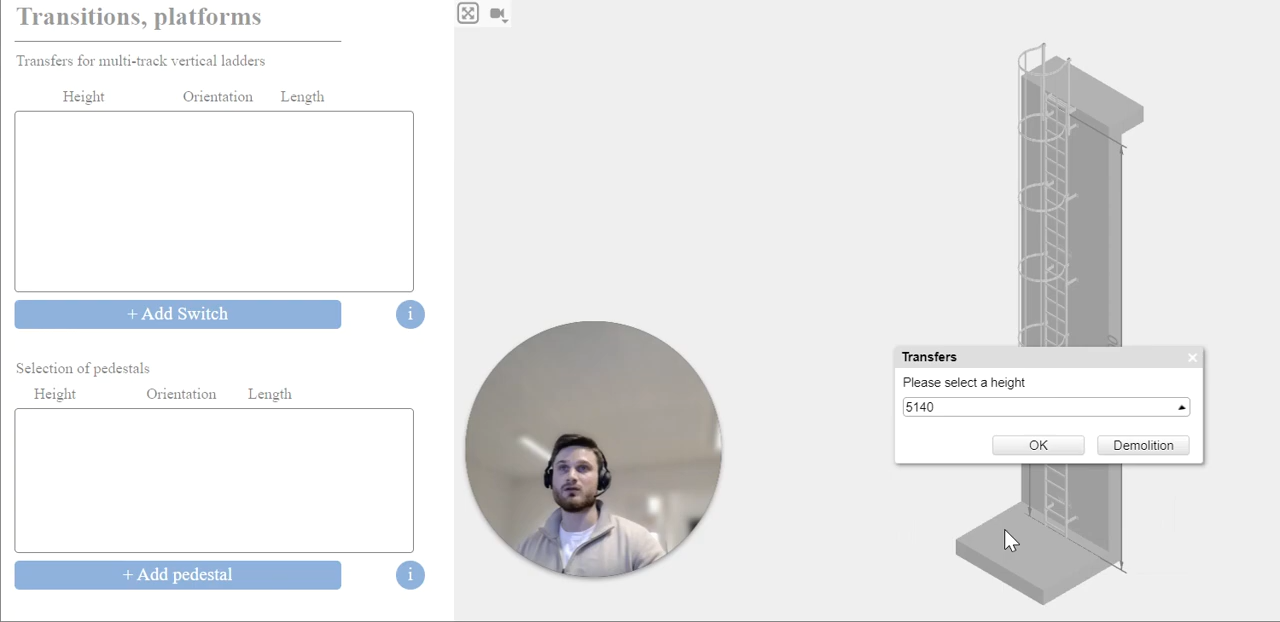 Transitions, platforms
Transfers for multi-track vertical ladders
Height Orientation Length
+ Add Switch
i
Selection of pedestals
Height Orientation Length
+ Add pedestal
i
Transfers
Please select a height
5140
OK Demolition